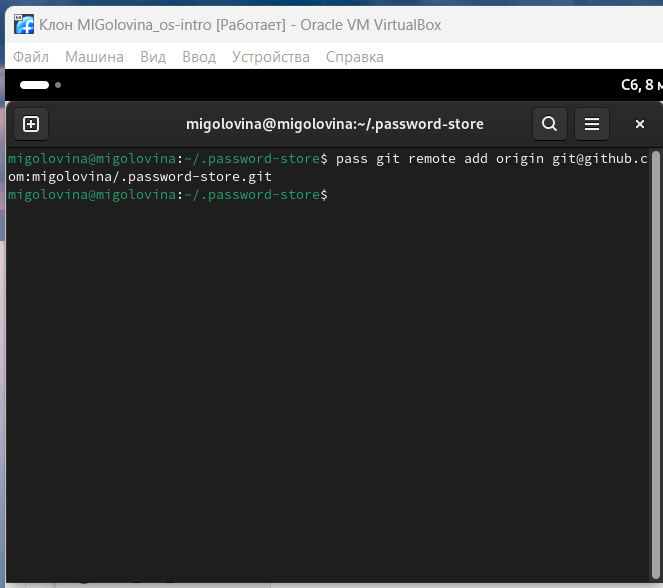 Клон MIGolovina_os-intro [Работает] - Oracle VM VirtualBox
Файл Машина Вид Ввод Устройства Справка
Сб, 8 м
migolovina@migolovina:~/.password-store
migolovina@migolovina:~/.password-store$ pass git remote add origin git@github.c
om:migolovina/.password-store.git
migolovina@migolovina:~/.password-store$